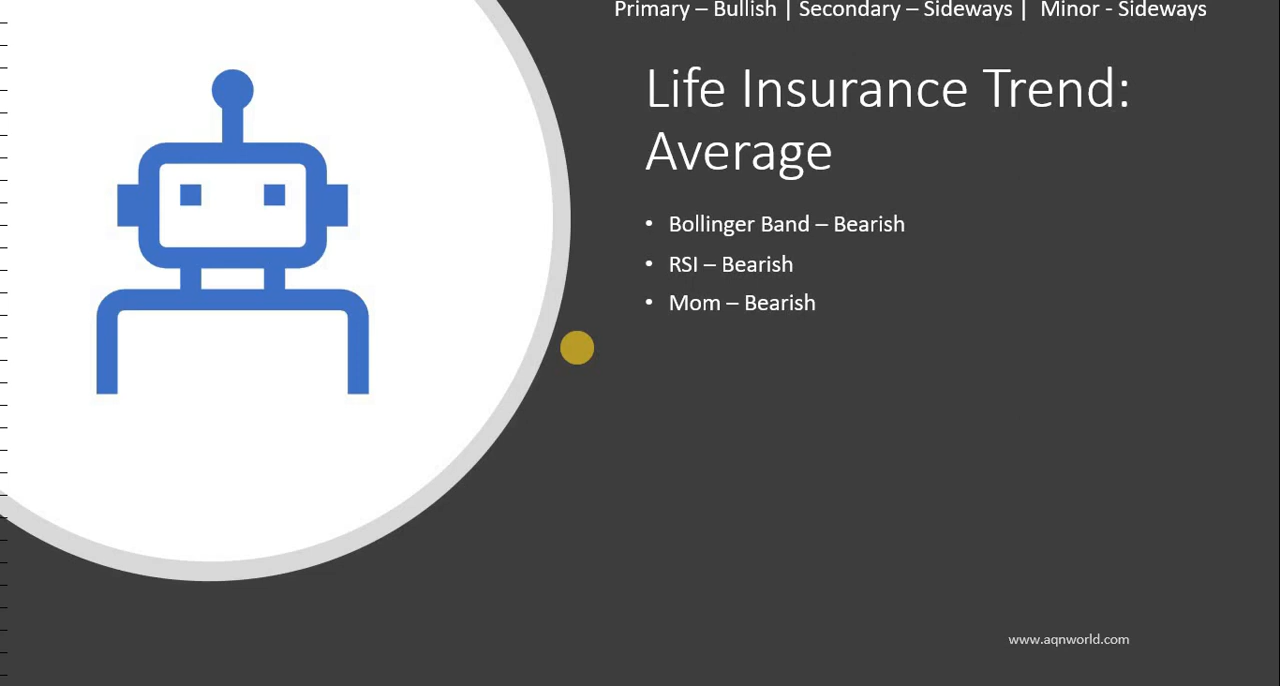 Primary – Bullish | Secondary – Sideways | Minor - Sideways
Life Insurance Trend:
Average
• Bollinger Band – Bearish
• RSI – Bearish
• Mom – Bearish
www.aqnworld.com